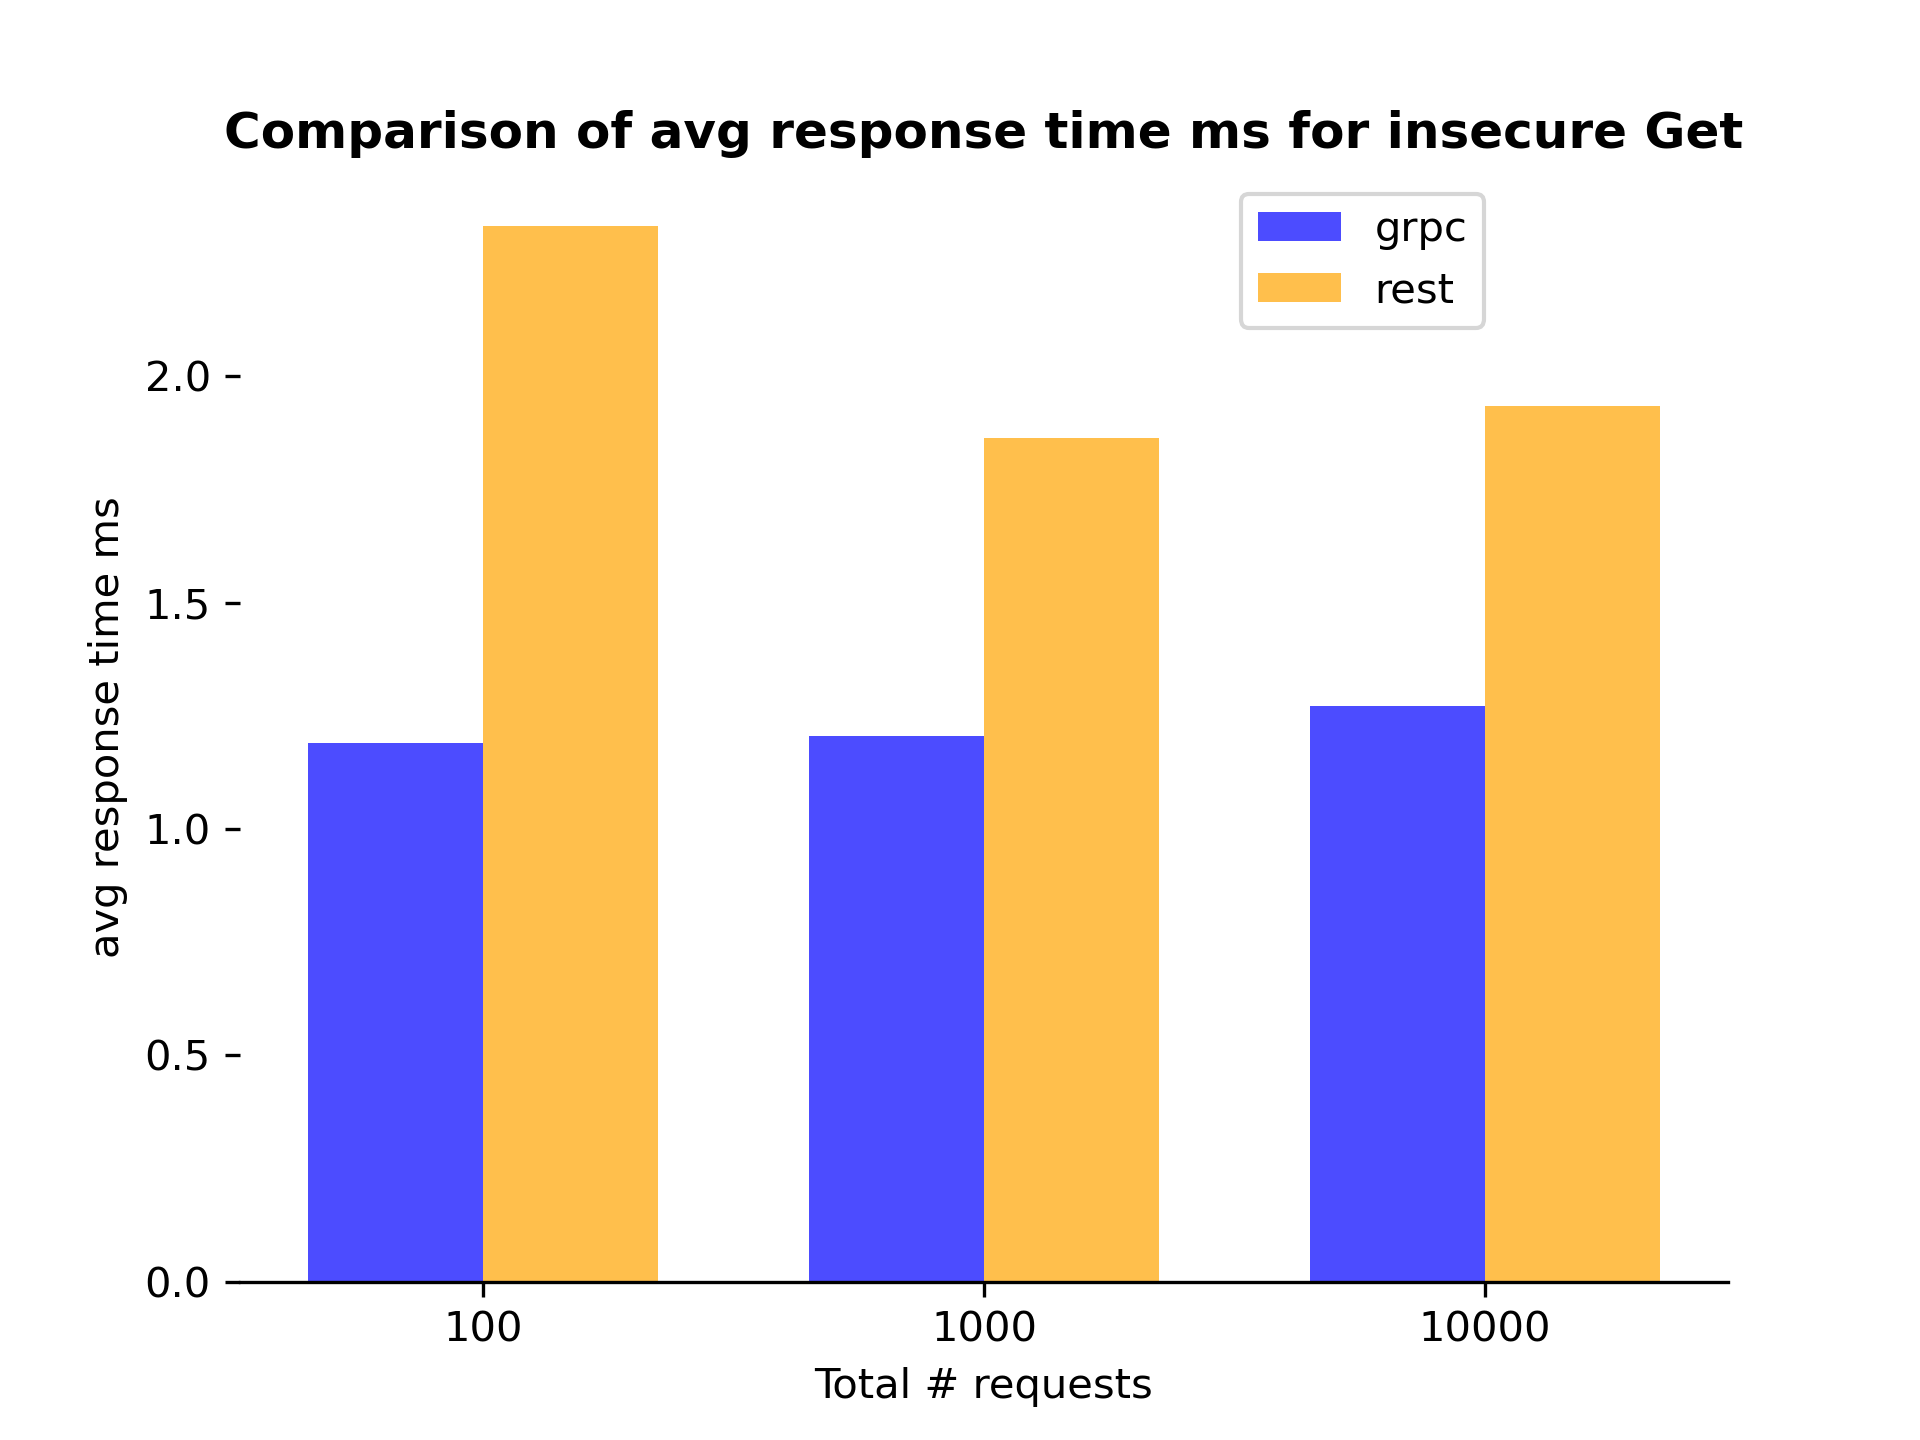 Comparison of avg response time ms for insecure Get
grpc
rest
2.0
1.5
1.0
0.5
0.0
avg response time ms
100 1000 10000
Total # requests